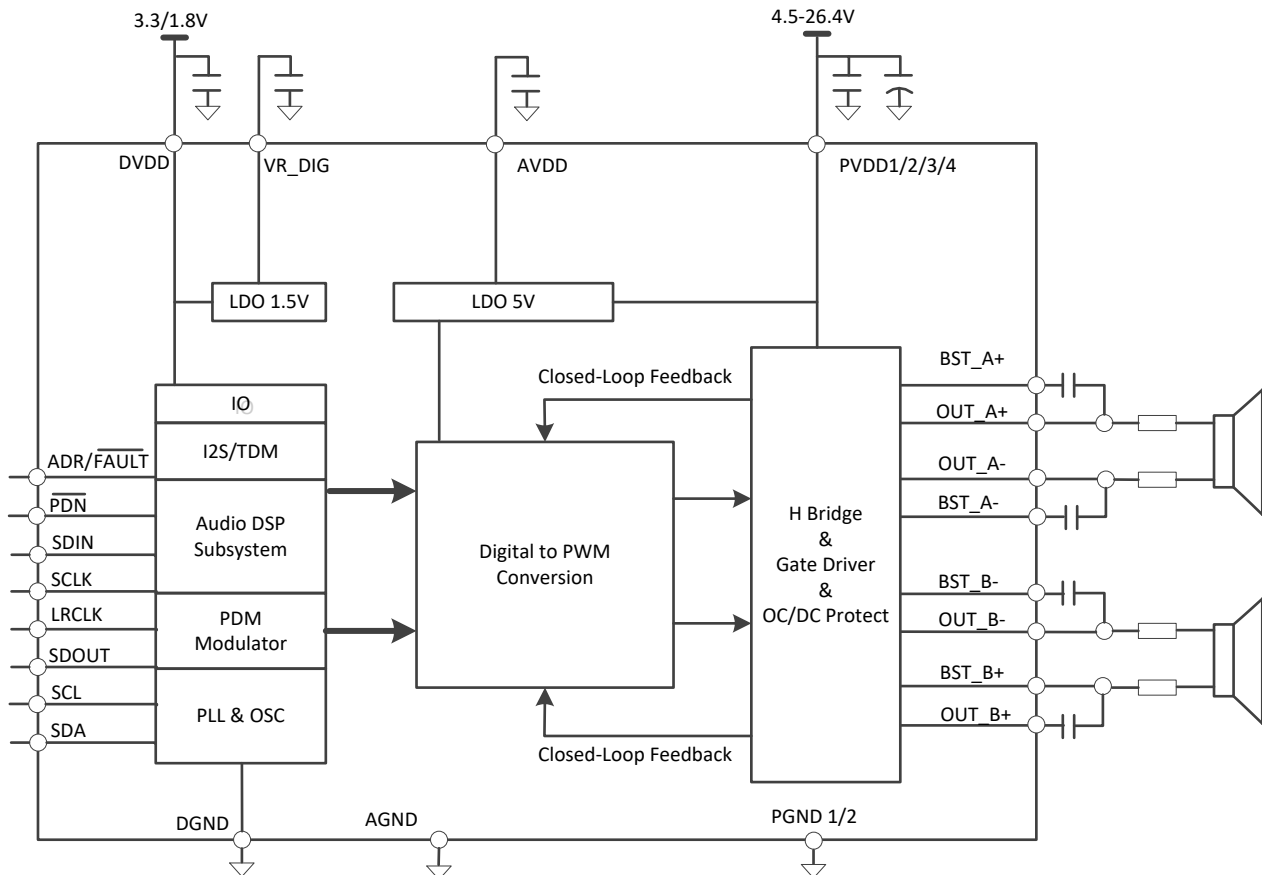 3.3/1.8V
4.5-26.4V
DVDD
VR_DIG
AVDD
PVDD1/2/3/4
LDO 1.5V
LDO 5V
IO
I2S/TDM
Audio DSP
Subsystem
PDM
Modulator
PLL & OSC
ADR/FAULT
PDN
SDIN
SCLK
LRCLK
SDOUT
SCL
SDA
Closed-Loop Feedback
Digital to PWM
Conversion
Closed-Loop Feedback
H Bridge
&
Gate Driver
&
OC/DC Protect
BST_A+
OUT_A+
OUT_A-
BST_A-
BST_B-
OUT_B-
BST_B+
OUT_B+
DGND
AGND
PGND 1/2